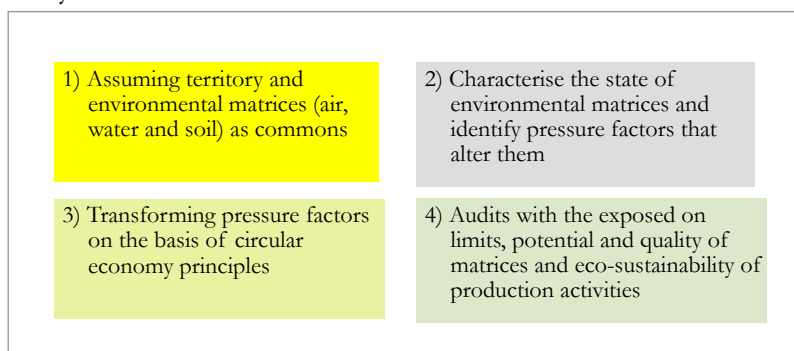 1) Assuming territory and
environmental matrices (air,
water and soil) as commons
2) Characterise the state of
environmental matrices and
identify pressure factors that
alter them
3) Transforming pressure factors
on the basis of circular
economy principles
4) Audits with the exposed on
limits, potential and quality of
matrices and eco-sustainability of
production activities